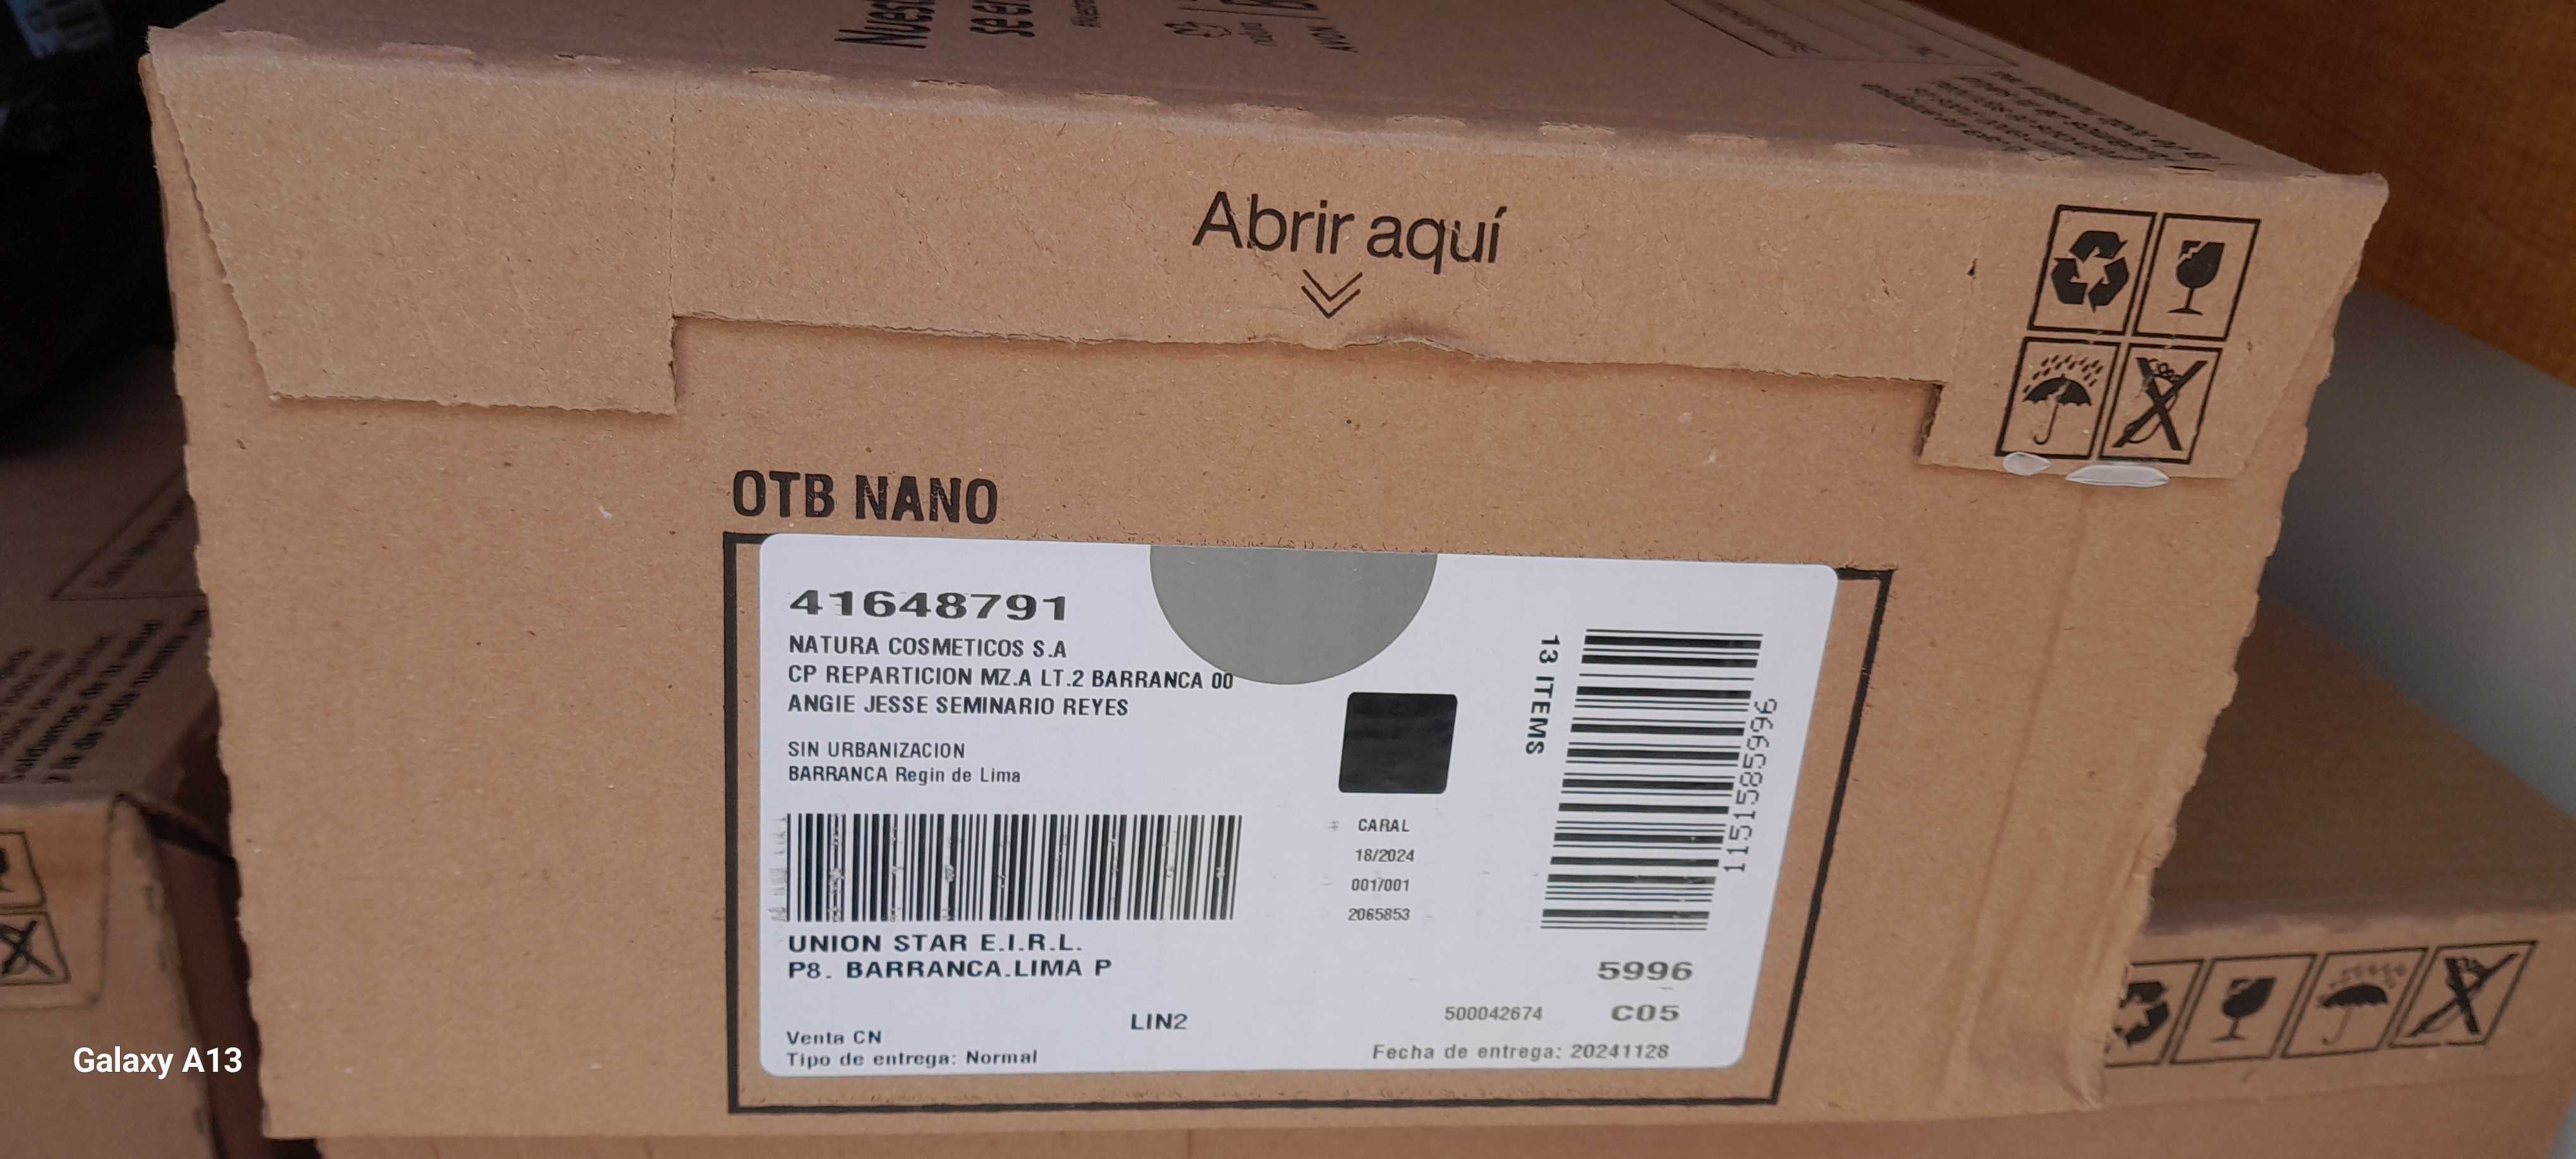 Abrir aquí
OTB NANO
41648791
NATURA COSMETICOS S.A
CP REPARTICION MZ.A LT.2 BARRANCA 00
ANGIE JESSE SEMINARIO REYES
SIN URBANIZACION
BARRANCA Regin de Lima
13 ITEMS
1151585996
CARAL
18/2024
001/001
2065853
UNION STAR E.I.R.L.
P8. BARRANCA.LIMA P
5996
LIN2
500042674
C05
Venta CN
Tipo de entrega: Normal
Fecha de entrega: 20241128
Galaxy A13